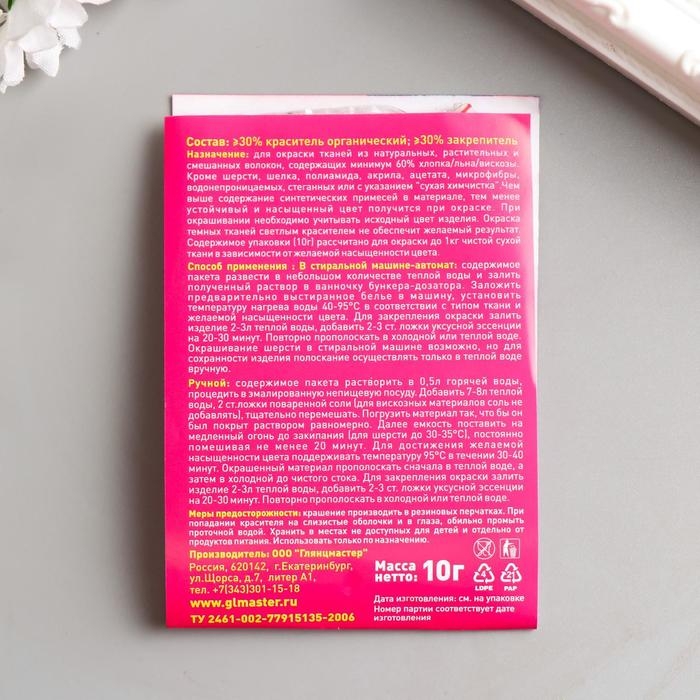 Состав: ≥30% краситель органический; ≥30% закрепитель
Назначение: для окраски тканей из натуральных, растительных и
смешанных волокон, содержащих минимум 60% хлопка/льна/вискозы.
Кроме шерсти, шелка, полиамида, акрила, ацетата, микрофибры,
водонепроницаемых, стеганных или с указанием "сухая химчистка". Чем
выше содержание синтетических примесей в материале, тем менее
устойчивый и насыщенный цвет получится при окраске. При
окрашивании необходимо учитывать исходный цвет изделия. Окраска
темных тканей светлым красителем не обеспечит желаемый результат.
Содержимое упаковки (10г) рассчитано для окраски до 1кг чистой сухой
ткани в зависимости от желаемой насыщенности цвета.
Способ применения : В стиральной машине-автомат: содержимое
пакета развести в небольшом количестве теплой воды и залить
полученный раствор в ванночку бункера-дозатора. Заложить
предварительно выстиранное белье в машину, установить
температуру нагрева воды 40-95°С в соответствии с типом ткани и
желаемой насыщенности цвета. Для закрепления окраски залить
изделие 2-3л теплой воды, добавить 2-3 ст. ложки уксусной эссенции
на 20-30 минут. Повторно прополоскать в холодной или теплой воде.
Окрашивание шерсти в стиральной машине возможно, но для
сохранности изделия полоскание осуществлять только в теплой воде
вручную.
Ручной: содержимое пакета растворить в 0,5л горячей воды,
процедить в эмалированную непищевую посуду. Добавить 7-8л теплой
воды, 2 ст.ложки поваренной соли (для вискозных материалов соль не
добавлять), тщательно перемешать. Погрузить материал так, что бы он
был покрыт раствором равномерно. Далее емкость поставить на
медленный огонь до закипания (для шерсти до 30-35°С), постоянно
помешивая не менее 20 минут. Для достижения желаемой
насыщенности цвета поддерживать температуру 95°С в течении 30-40
минут. Окрашенный материал прополоскать сначала в теплой воде, а
затем в холодной до чистого стока. Для закрепления окраски залить
изделие 2-3л теплой воды, добавить 2-3 ст. ложки уксусной эссенции
на 20-30 минут. Повторно прополоскать в холодной или теплой воде.
Меры предосторожности: крашение производить в резиновых перчатках. При
попадании красителя на слизистые оболочки и в глаза, обильно промыть
проточной водой. Хранить в местах не доступных для детей и отдельно от
продуктов питания. Использовать только по назначению.
Производитель: ООО "Глянцмастер"
Россия, 620142, г.Екатеринбург,
ул.Щорса, д.7, литер А1,
тел. +7(343)301-15-18
www.glmaster.ru
ТУ 2461-002-77915135-2006
Масса
нетто: 10г
4 21
LDPE PAP
Дата изготовления: см. на упаковке
Номер партии соответствует дате
изготовления